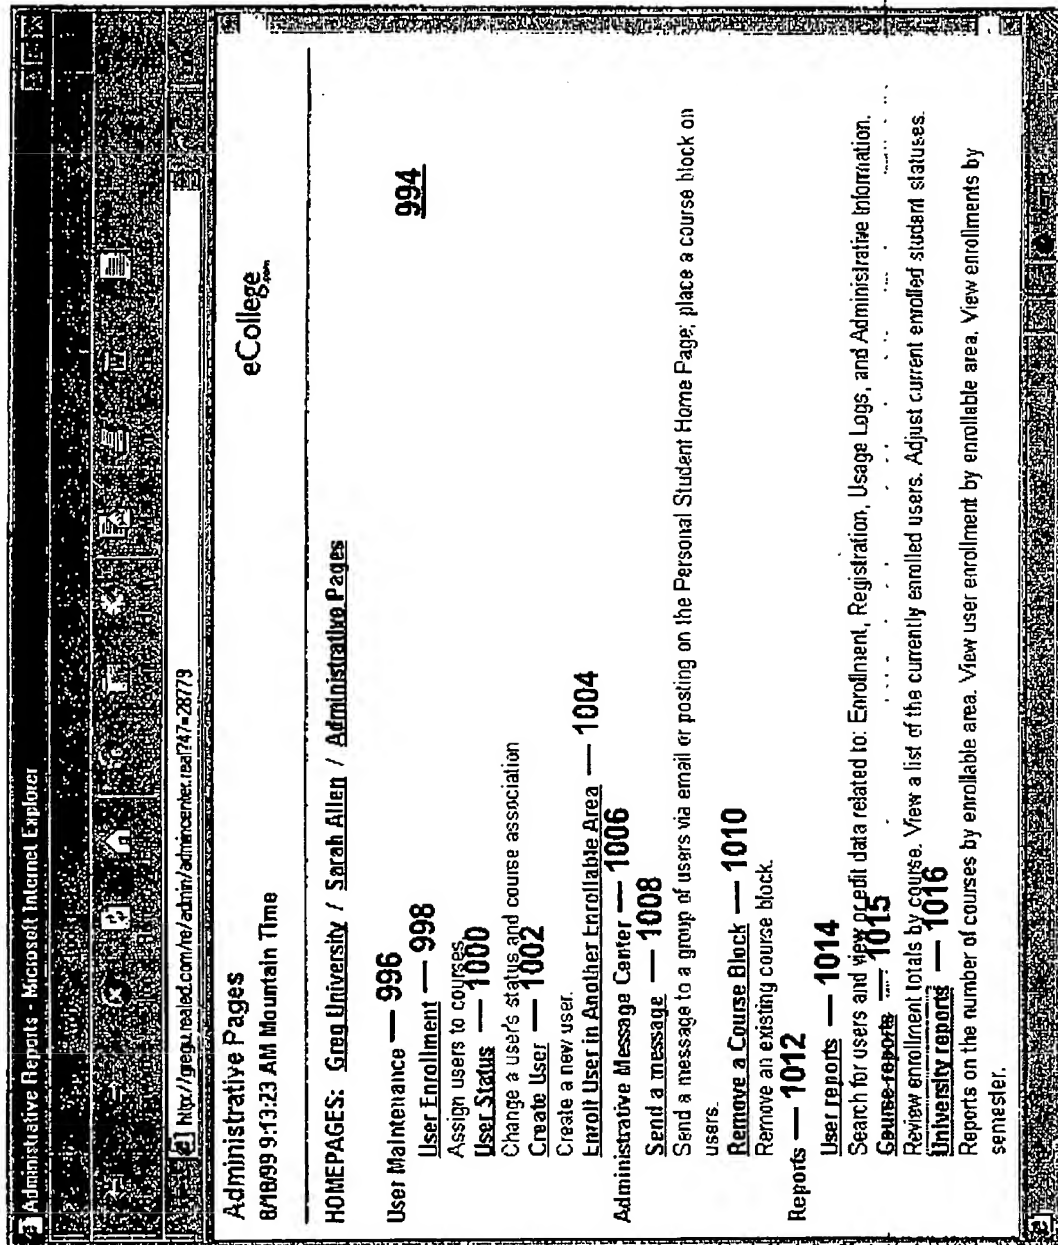 Administrative Reports - Microsoft Internet Explorer
http://gregu.realed.com/re/admin/admincenter.real?47=28779
Administrative Pages
eCollege.com
8/18/99 9:13:23 AM Mountain Time
HOMEPAGES: Greg University / Sarah Allen / Administrative Pages
994
User Maintenance — 996
User Enrollment — 998
Assign users to courses
User Status — 1000
Change a user's status and course association
Create User — 1002
Create a new user.
Enroll User in Another Enrollable Area — 1004
Administrative Message Center — 1006
Send a message — 1008
Send a message to a group of users via email or posting on the Personal Student Home Page; place a course block on
users.
Remove a Course Block — 1010
Remove an existing course block.
Reports — 1012
User reports — 1014
Search for users and view or edit data related to: Enrollment, Registration, Usage Logs, and Administrative Information.
Course reports — 1015
Review enrollment totals by course. View a list of the currently enrolled users. Adjust current enrolled student statuses.
University reports — 1016
Reports on the number of courses by enrollable area. View user enrollment by enrollable area. View enrollments by
semester.